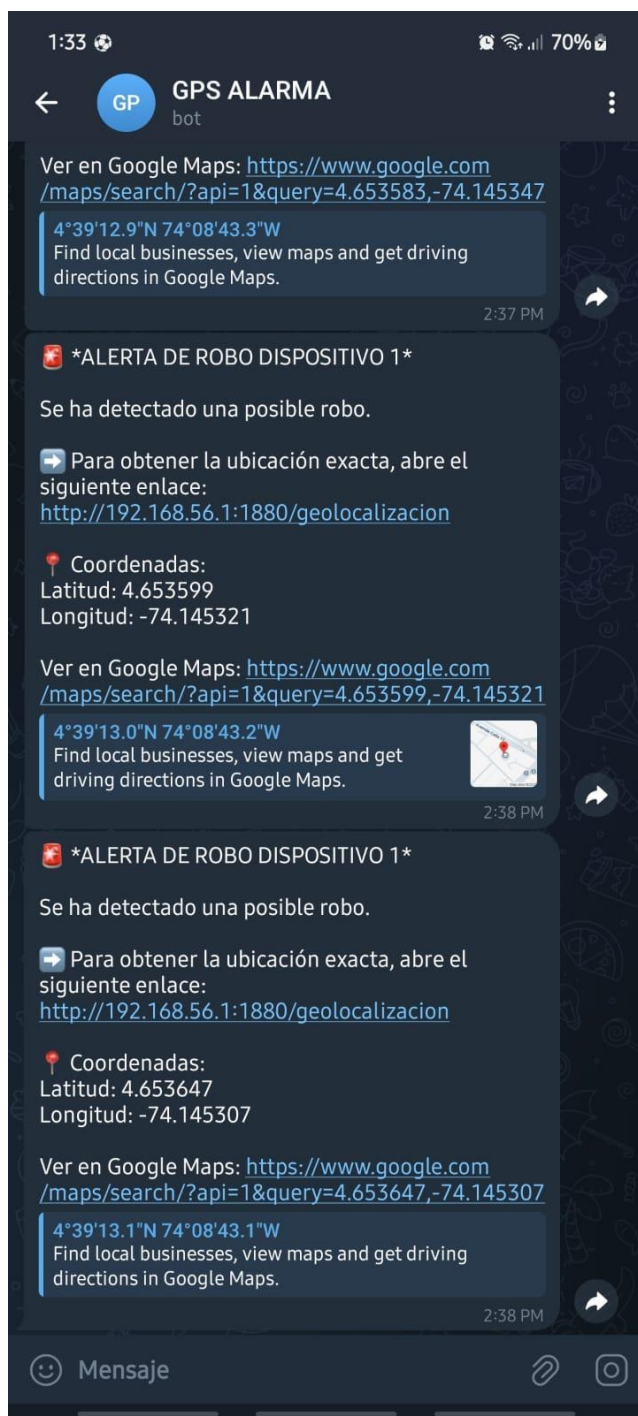 1:33 ⚽ 70%
GP GPS ALARMA
bot
Ver en Google Maps: https://www.google.com
/maps/search/?api=1&query=4.653583,-74.145347
4°39'12.9"N 74°08'43.3"W
Find local businesses, view maps and get driving
directions in Google Maps.
2:37 PM
🚨 *ALERTA DE ROBO DISPOSITIVO 1*
Se ha detectado una posible robo.
➡️ Para obtener la ubicación exacta, abre el
siguiente enlace:
http://192.168.56.1:1880/geolocalizacion
📍 Coordenadas:
Latitud: 4.653599
Longitud: -74.145321
Ver en Google Maps: https://www.google.com
/maps/search/?api=1&query=4.653599,-74.145321
4°39'13.0"N 74°08'43.2"W
Find local businesses, view maps and get
driving directions in Google Maps.
2:38 PM
🚨 *ALERTA DE ROBO DISPOSITIVO 1*
Se ha detectado una posible robo.
➡️ Para obtener la ubicación exacta, abre el
siguiente enlace:
http://192.168.56.1:1880/geolocalizacion
📍 Coordenadas:
Latitud: 4.653647
Longitud: -74.145307
Ver en Google Maps: https://www.google.com
/maps/search/?api=1&query=4.653647,-74.145307
4°39'13.1"N 74°08'43.1"W
Find local businesses, view maps and get driving
directions in Google Maps.
2:38 PM
Mensaje